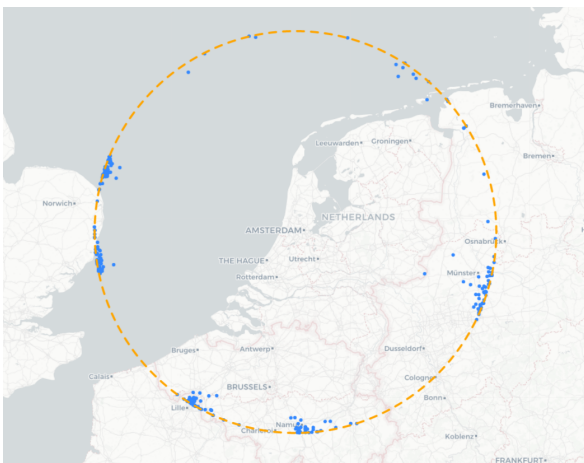 Bremerhaven
Leeuwarden
Groningen
Bremen
Norwich
NETHERLANDS
AMSTERDAM
Osnabrück
THE HAGUE
Utrecht
Münster
Rotterdam
Bruges
Antwerp
Düsseldorf
Calais
Cologne
BRUSSELS
Bonn
Lille
Namur
Charleroi
Koblenz
FRANKFURT